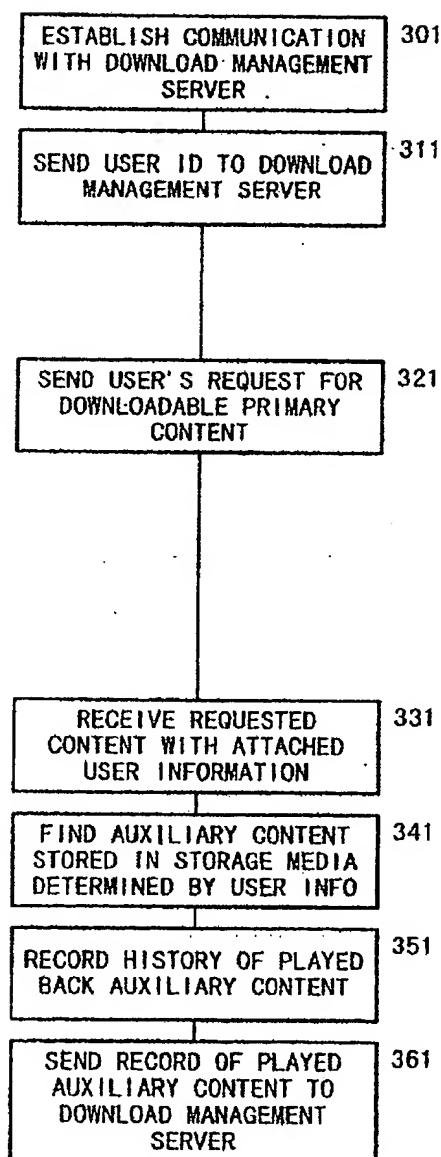 ESTABLISH COMMUNICATION 301
WITH DOWNLOAD MANAGEMENT
SERVER
SEND USER ID TO DOWNLOAD 311
MANAGEMENT SERVER
SEND USER'S REQUEST FOR 321
DOWNLOADABLE PRIMARY
CONTENT
RECEIVE REQUESTED 331
CONTENT WITH ATTACHED
USER INFORMATION
FIND AUXILIARY CONTENT 341
STORED IN STORAGE MEDIA
DETERMINED BY USER INFO
RECORD HISTORY OF PLAYED 351
BACK AUXILIARY CONTENT
SEND RECORD OF PLAYED 361
AUXILIARY CONTENT TO
DOWNLOAD MANAGEMENT
SERVER